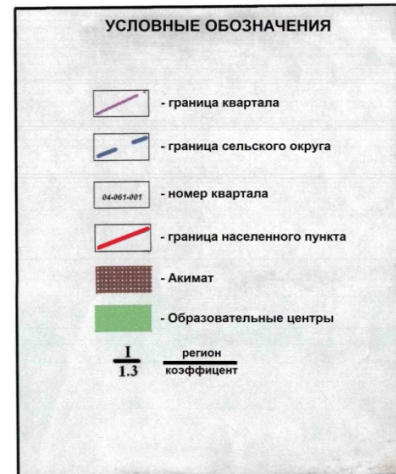 УСЛОВНЫЕ ОБОЗНАЧЕНИЯ
- граница квартала
- граница сельского округа
04-061-001 - номер квартала
- граница населенного пункта
- Акимат
- Образовательные центры
I регион
1.3 коэффицент